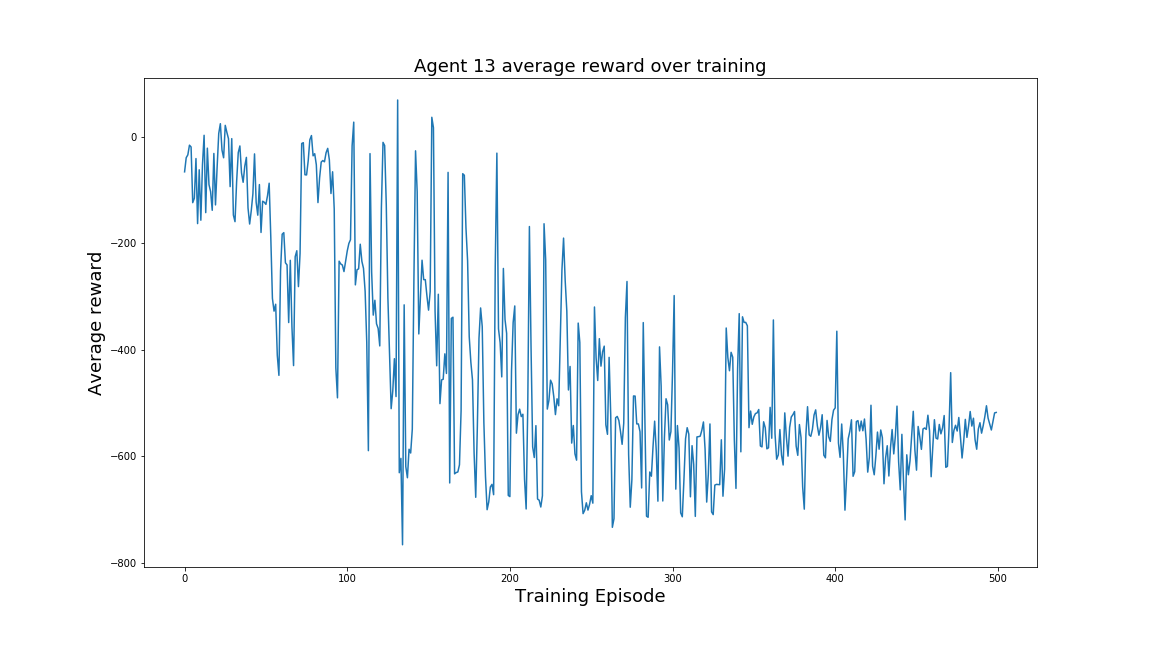 Agent 13 average reward over training
Average reward
0
−200
−400
−600
−800
0 100 200 300 400 500
Training Episode